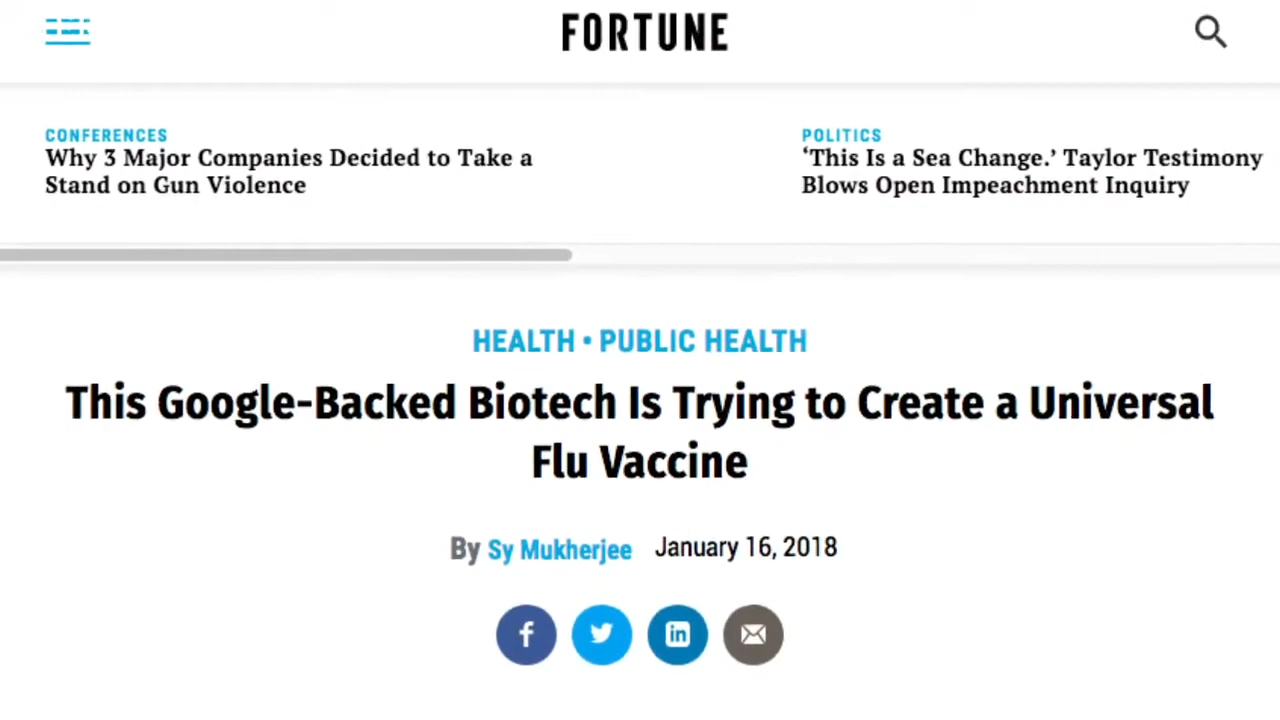 FORTUNE
CONFERENCES
Why 3 Major Companies Decided to Take a
Stand on Gun Violence
POLITICS
‘This Is a Sea Change.’ Taylor Testimony
Blows Open Impeachment Inquiry
HEALTH • PUBLIC HEALTH
This Google-Backed Biotech Is Trying to Create a Universal
Flu Vaccine
By Sy Mukherjee January 16, 2018